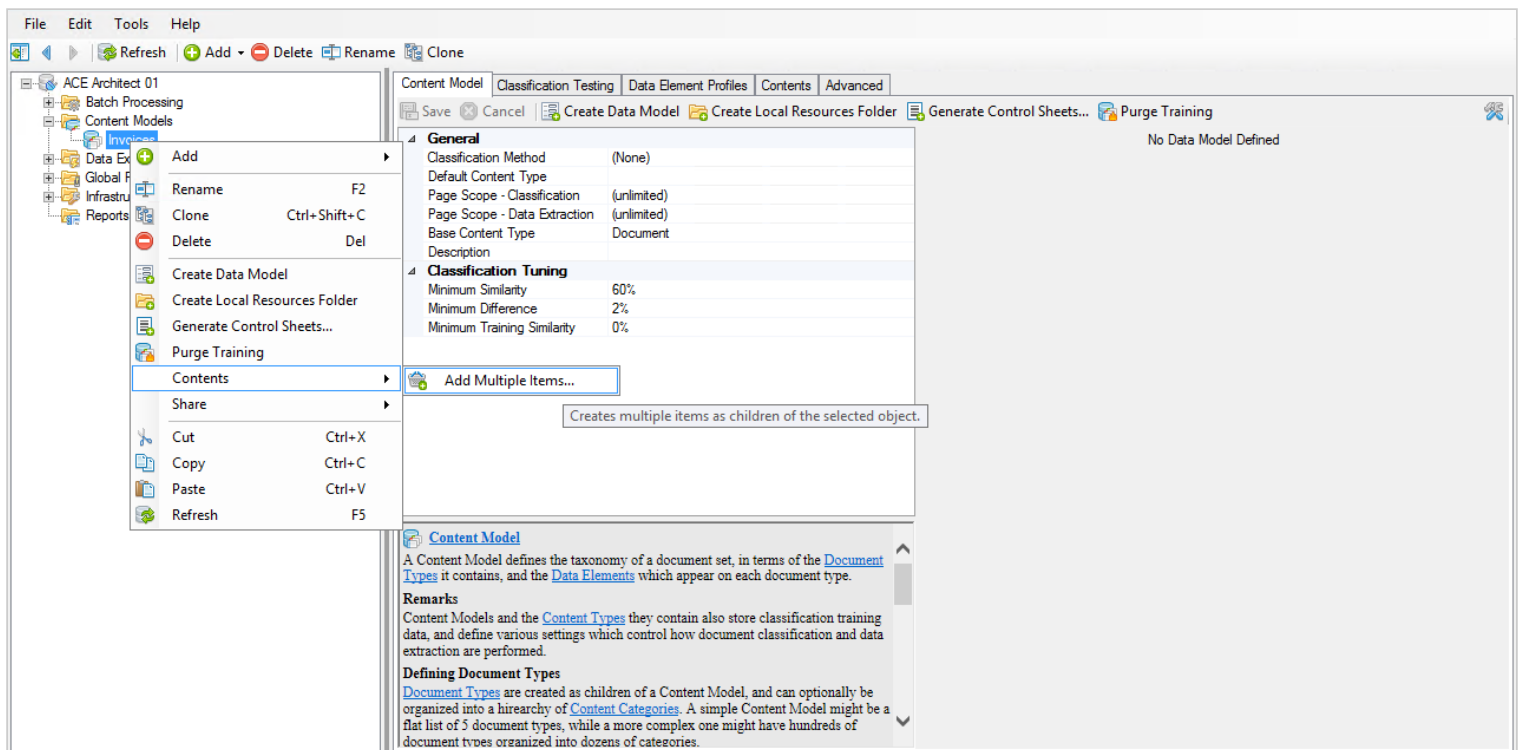 File Edit Tools Help
Refresh Add Delete Rename Clone
ACE Architect 01
Batch Processing
Content Models
Invoices
Data Ex
Global R
Infrastru
Reports
Add
Rename F2
Clone Ctrl+Shift+C
Delete Del
Create Data Model
Create Local Resources Folder
Generate Control Sheets...
Purge Training
Contents
Share
Cut Ctrl+X
Copy Ctrl+C
Paste Ctrl+V
Refresh F5
Add Multiple Items...
Creates multiple items as children of the selected object.
Content Model Classification Testing Data Element Profiles Contents Advanced
Save Cancel Create Data Model Create Local Resources Folder Generate Control Sheets... Purge Training
General
Classification Method (None)
Default Content Type
Page Scope - Classification (unlimited)
Page Scope - Data Extraction (unlimited)
Base Content Type Document
Description
Classification Tuning
Minimum Similarity 60%
Minimum Difference 2%
Minimum Training Similarity 0%
No Data Model Defined
Content Model
A Content Model defines the taxonomy of a document set, in terms of the Document
Types it contains, and the Data Elements which appear on each document type.
Remarks
Content Models and the Content Types they contain also store classification training
data, and define various settings which control how document classification and data
extraction are performed.
Defining Document Types
Document Types are created as children of a Content Model, and can optionally be
organized into a hirearchy of Content Categories. A simple Content Model might be a
flat list of 5 document types, while a more complex one might have hundreds of
document types organized into dozens of categories.